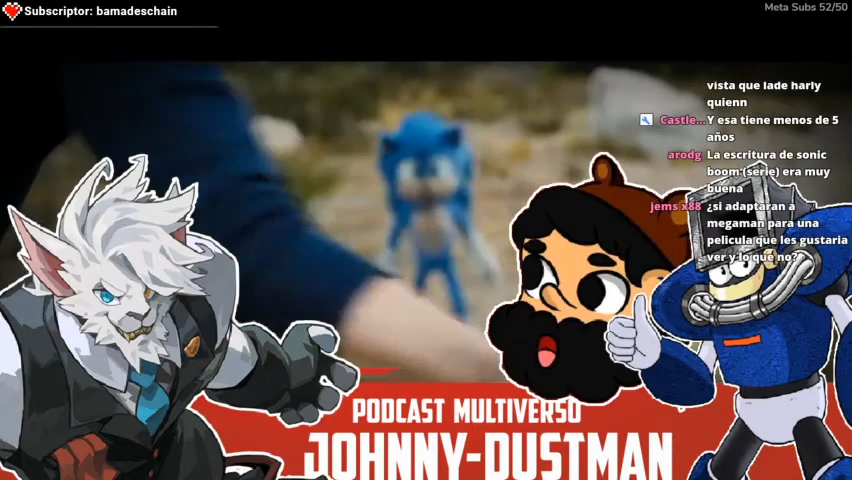 Subscriptor: bamadeschain
Meta Subs 52/50
vista que lade harly
quienn
Castle... Y esa tiene menos de 5
años
arodg La escritura de sonic
boom (serie) era muy
buena
jems x88 ¿si adaptaran a
megaman para una
pelicula que les gustaria
ver y lo que no?
PODCAST MULTIVERSO
JOHNNY-DUSTMAN